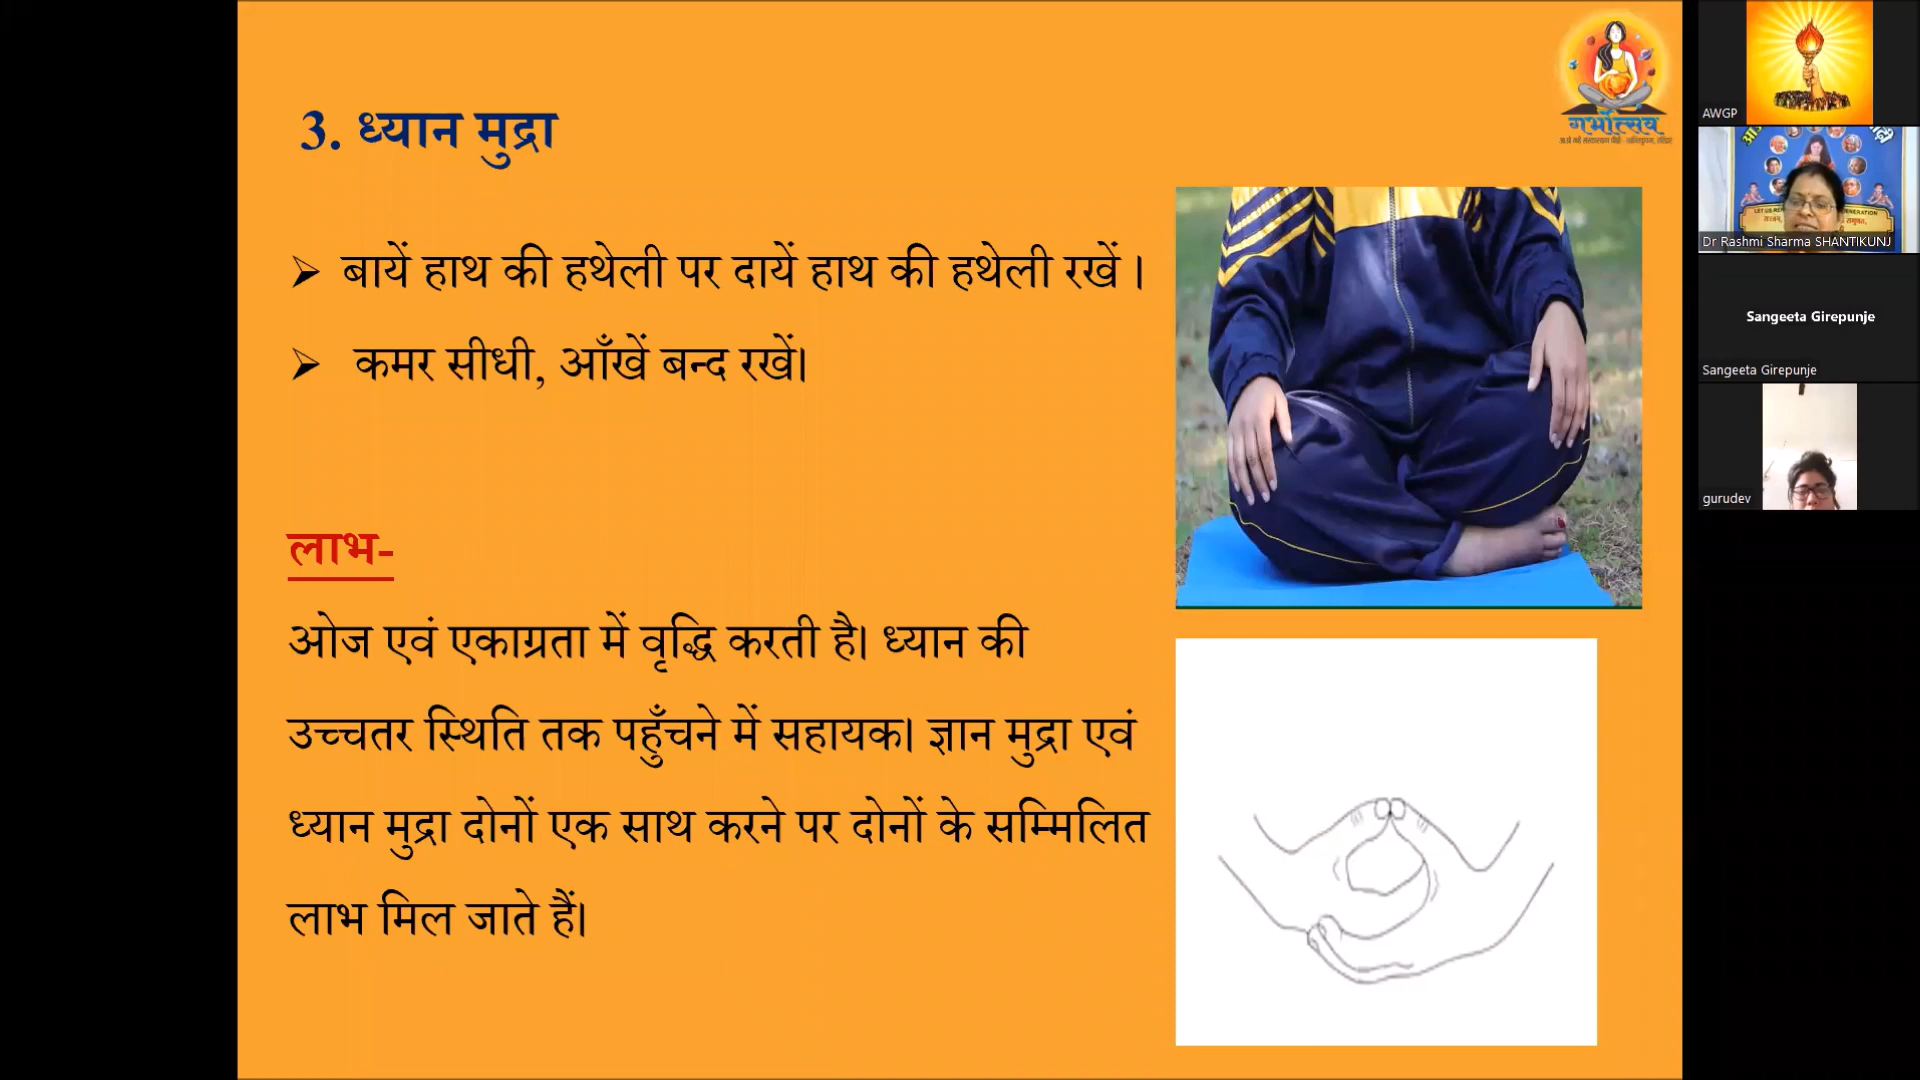 3. ध्यान मुद्रा
बायें हाथ की हथेली पर दायें हाथ की हथेली रखें।
कमर सीधी, आँखें बन्द रखें।
लाभ-
ओज एवं एकाग्रता में वृद्धि करती है। ध्यान की
उच्चतर स्थिति तक पहुँचने में सहायक। ज्ञान मुद्रा एवं
ध्यान मुद्रा दोनों एक साथ करने पर दोनों के सम्मिलित
लाभ मिल जाते हैं।
गर्भोत्सव
AWGP
Dr Rashmi Sharma SHANTIKUNJ
Sangeeta Girepunje
Sangeeta Girepunje
gurudev